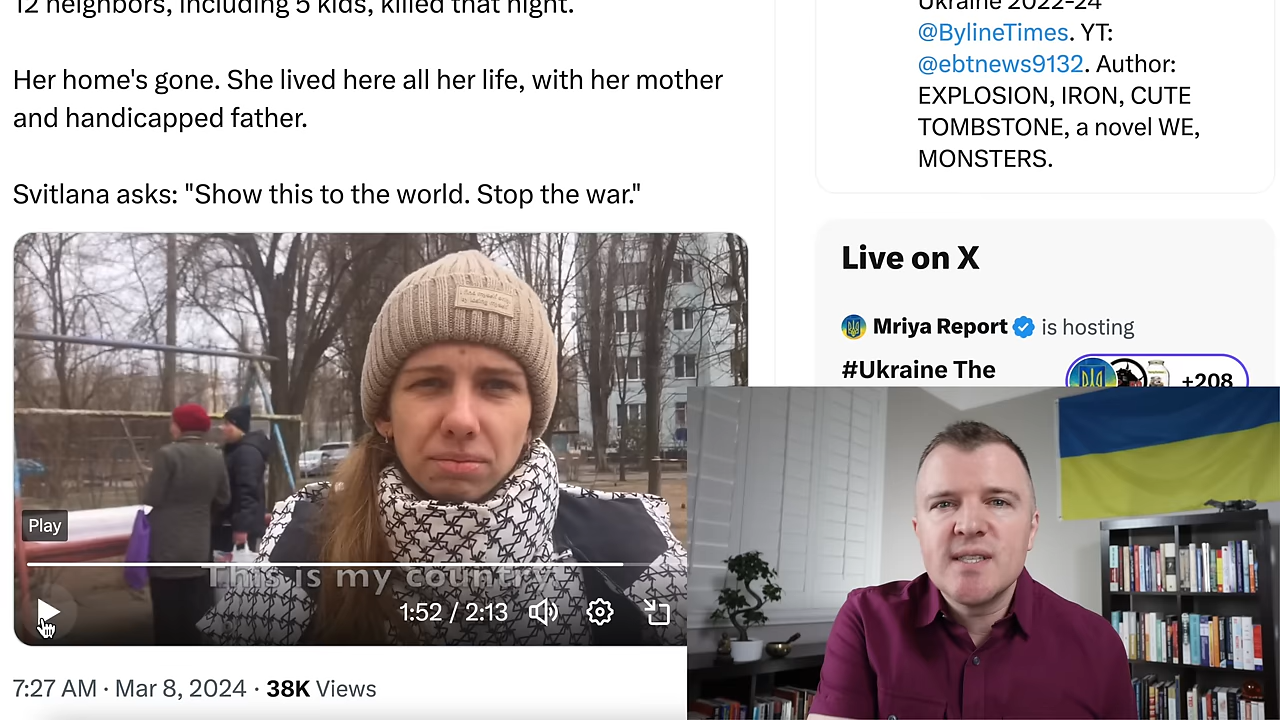 12 neighbors, including 5 kids, killed that night.
Her home's gone. She lived here all her life, with her mother
and handicapped father.
Svitlana asks: "Show this to the world. Stop the war."
Play
This is my country.
1:52 / 2:13
7:27 AM · Mar 8, 2024 · 38K Views
Ukraine 2022-24
@BylineTimes. YT:
@ebtnews9132. Author:
EXPLOSION, IRON, CUTE
TOMBSTONE, a novel WE,
MONSTERS.
Live on X
Mriya Report is hosting
#Ukraine The
+208